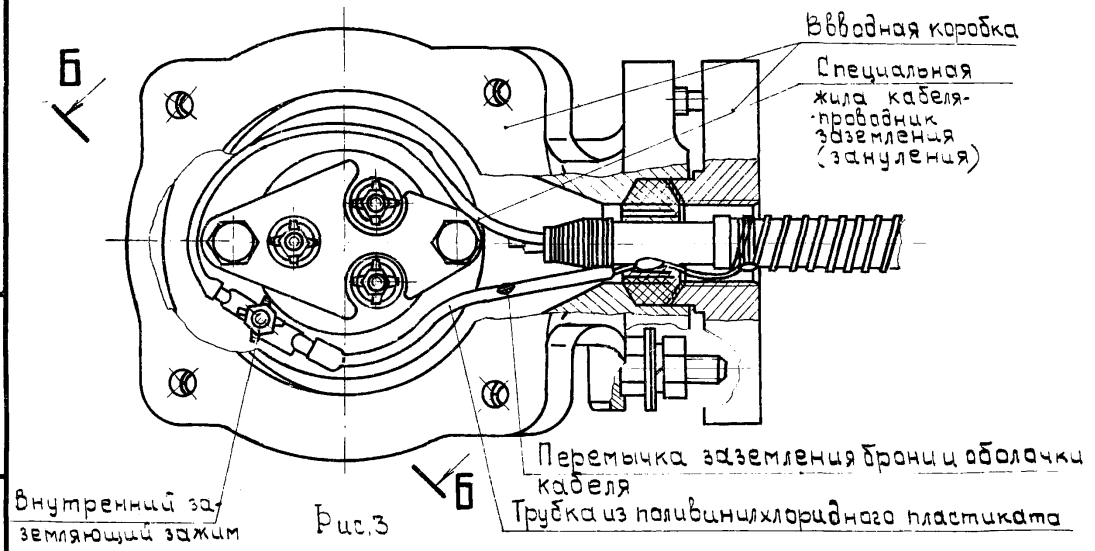 Б
Ввводная коробка
Специальная
жила кабеля-
-проводник
заземления
(зануления)
Перемычка заземления брони и оболочки
кабеля
Б
Трубка из поливинилхлоридного пластиката
Внутренний за-
земляющий зажим
Рис.3